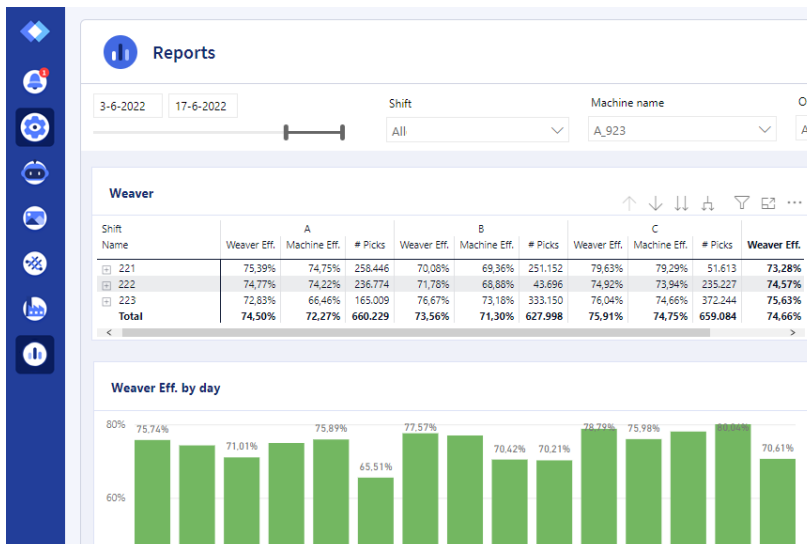 1
Reports
3-6-2022 17-6-2022
Shift
All
Machine name
A_923
Weaver
Shift A B C
Name Weaver Eff. Machine Eff. # Picks Weaver Eff. Machine Eff. # Picks Weaver Eff. Machine Eff. # Picks Weaver Eff.
221 75,39% 74,75% 258.446 70,08% 69,36% 251.152 79,63% 79,29% 51.613 73,28%
222 74,77% 74,22% 236.774 71,78% 68,88% 43.696 74,92% 73,94% 235.227 74,57%
223 72,83% 66,46% 165.009 76,67% 73,18% 333.150 76,04% 74,66% 372.244 75,63%
Total 74,50% 72,27% 660.229 73,56% 71,30% 627.998 75,91% 74,75% 659.084 74,66%
Weaver Eff. by day
80% 75,74% 71,01% 75,89% 65,51% 77,57% 70,42% 70,21% 78,79% 75,98% 80,04% 70,61%
60%